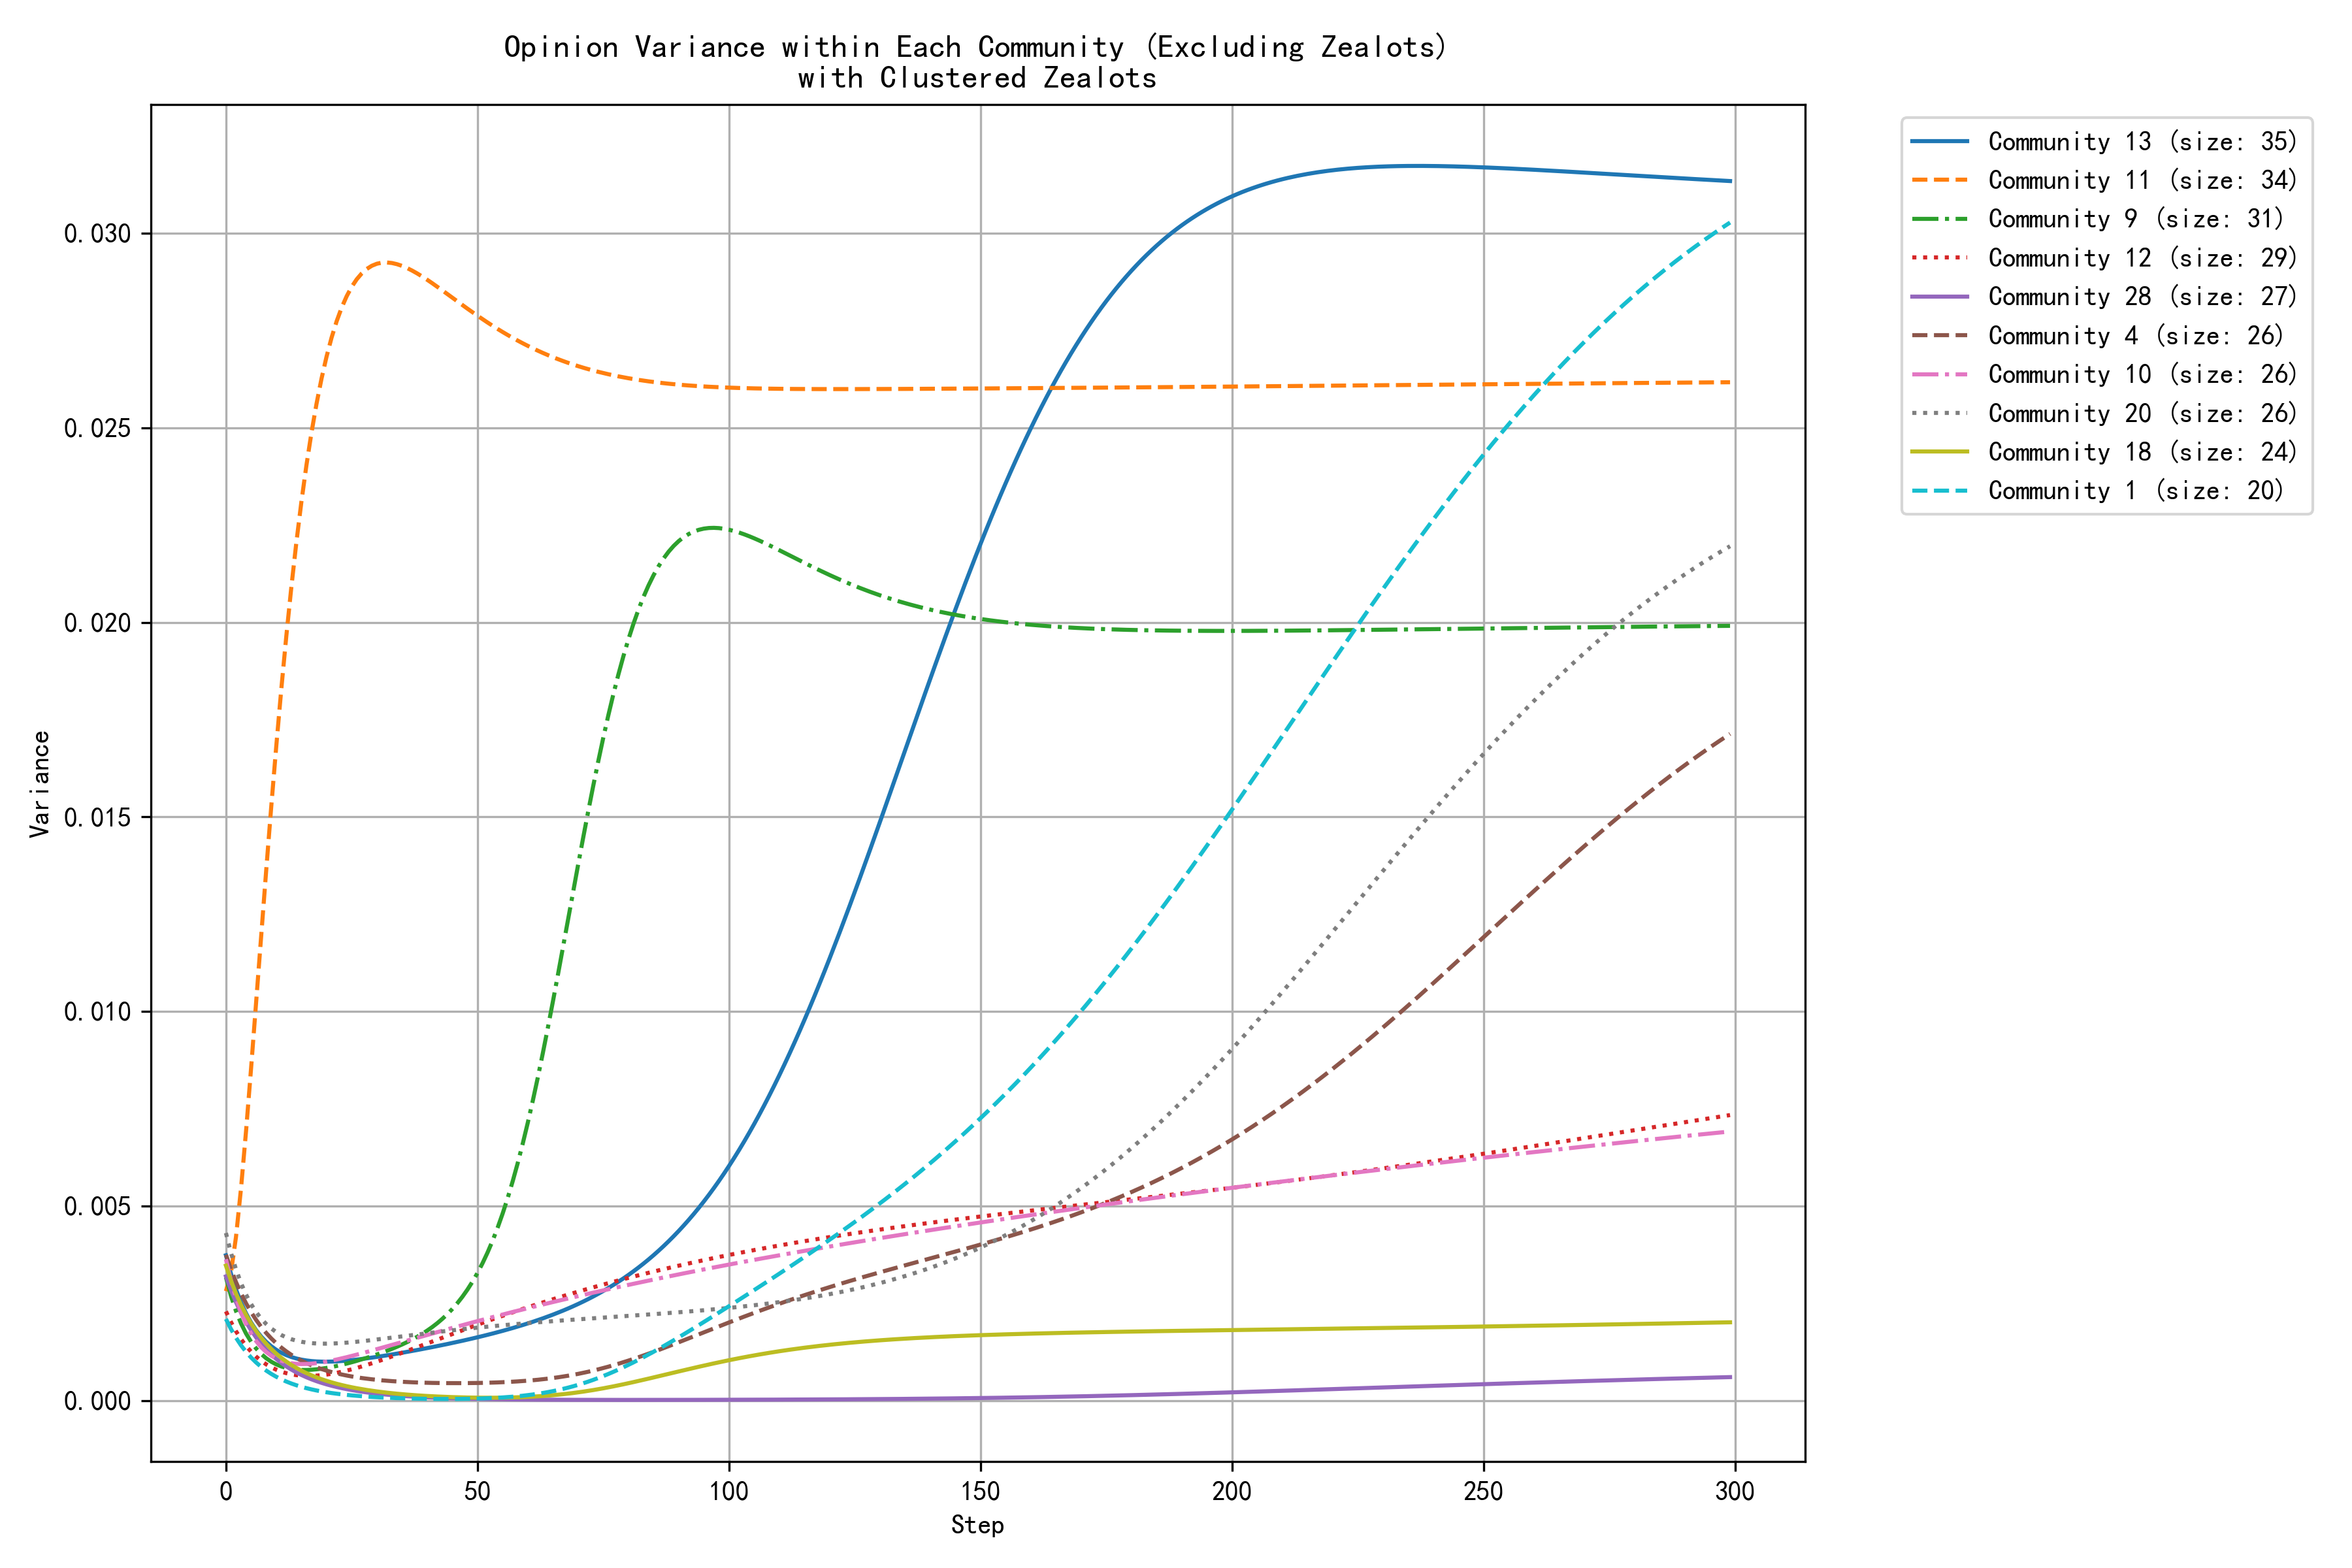 Opinion Variance within Each Community (Excluding Zealots)
with Clustered Zealots
Variance
0.030
0.025
0.020
0.015
0.010
0.005
0.000
0
50
100
150
200
250
300
Step
Community 13 (size: 35)
Community 11 (size: 34)
Community 9 (size: 31)
Community 12 (size: 29)
Community 28 (size: 27)
Community 4 (size: 26)
Community 10 (size: 26)
Community 20 (size: 26)
Community 18 (size: 24)
Community 1 (size: 20)